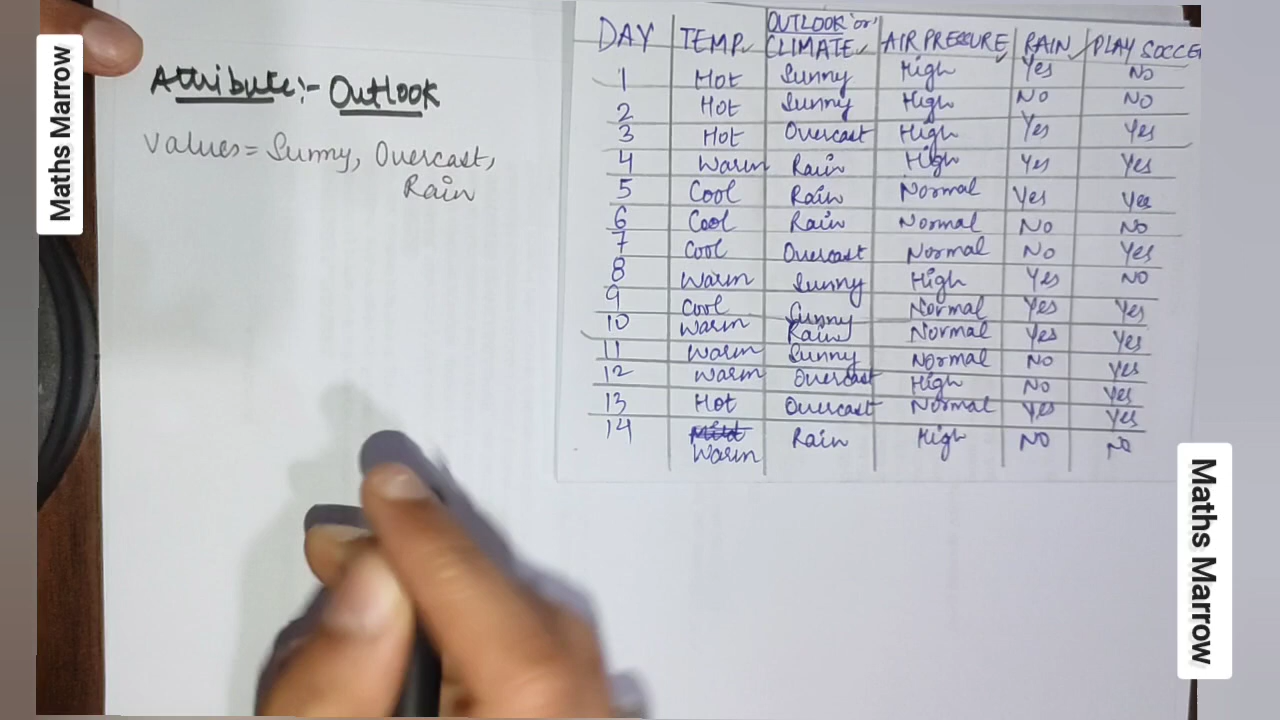 Maths Marrow
Attribute:- Outlook
Values = Sunny, Overcast,
Rain
DAY TEMP. OUTLOOK 'or' CLIMATE AIR PRESSURE RAIN PLAY SOCCE
1 Hot Sunny High Yes No
2 Hot Sunny High No No
3 Hot Overcast High Yes Yes
4 Warm Rain High Yes Yes
5 Cool Rain Normal Yes Yes
6 Cool Rain Normal No No
7 Cool Overcast Normal No Yes
8 Warm Sunny High Yes No
9 Cool Sunny Normal Yes Yes
10 Warm Rain Normal Yes Yes
11 Warm Sunny Normal No Yes
12 Warm Overcast High No Yes
13 Hot Overcast Normal Yes Yes
14 Warm Rain High No No
Maths Marrow